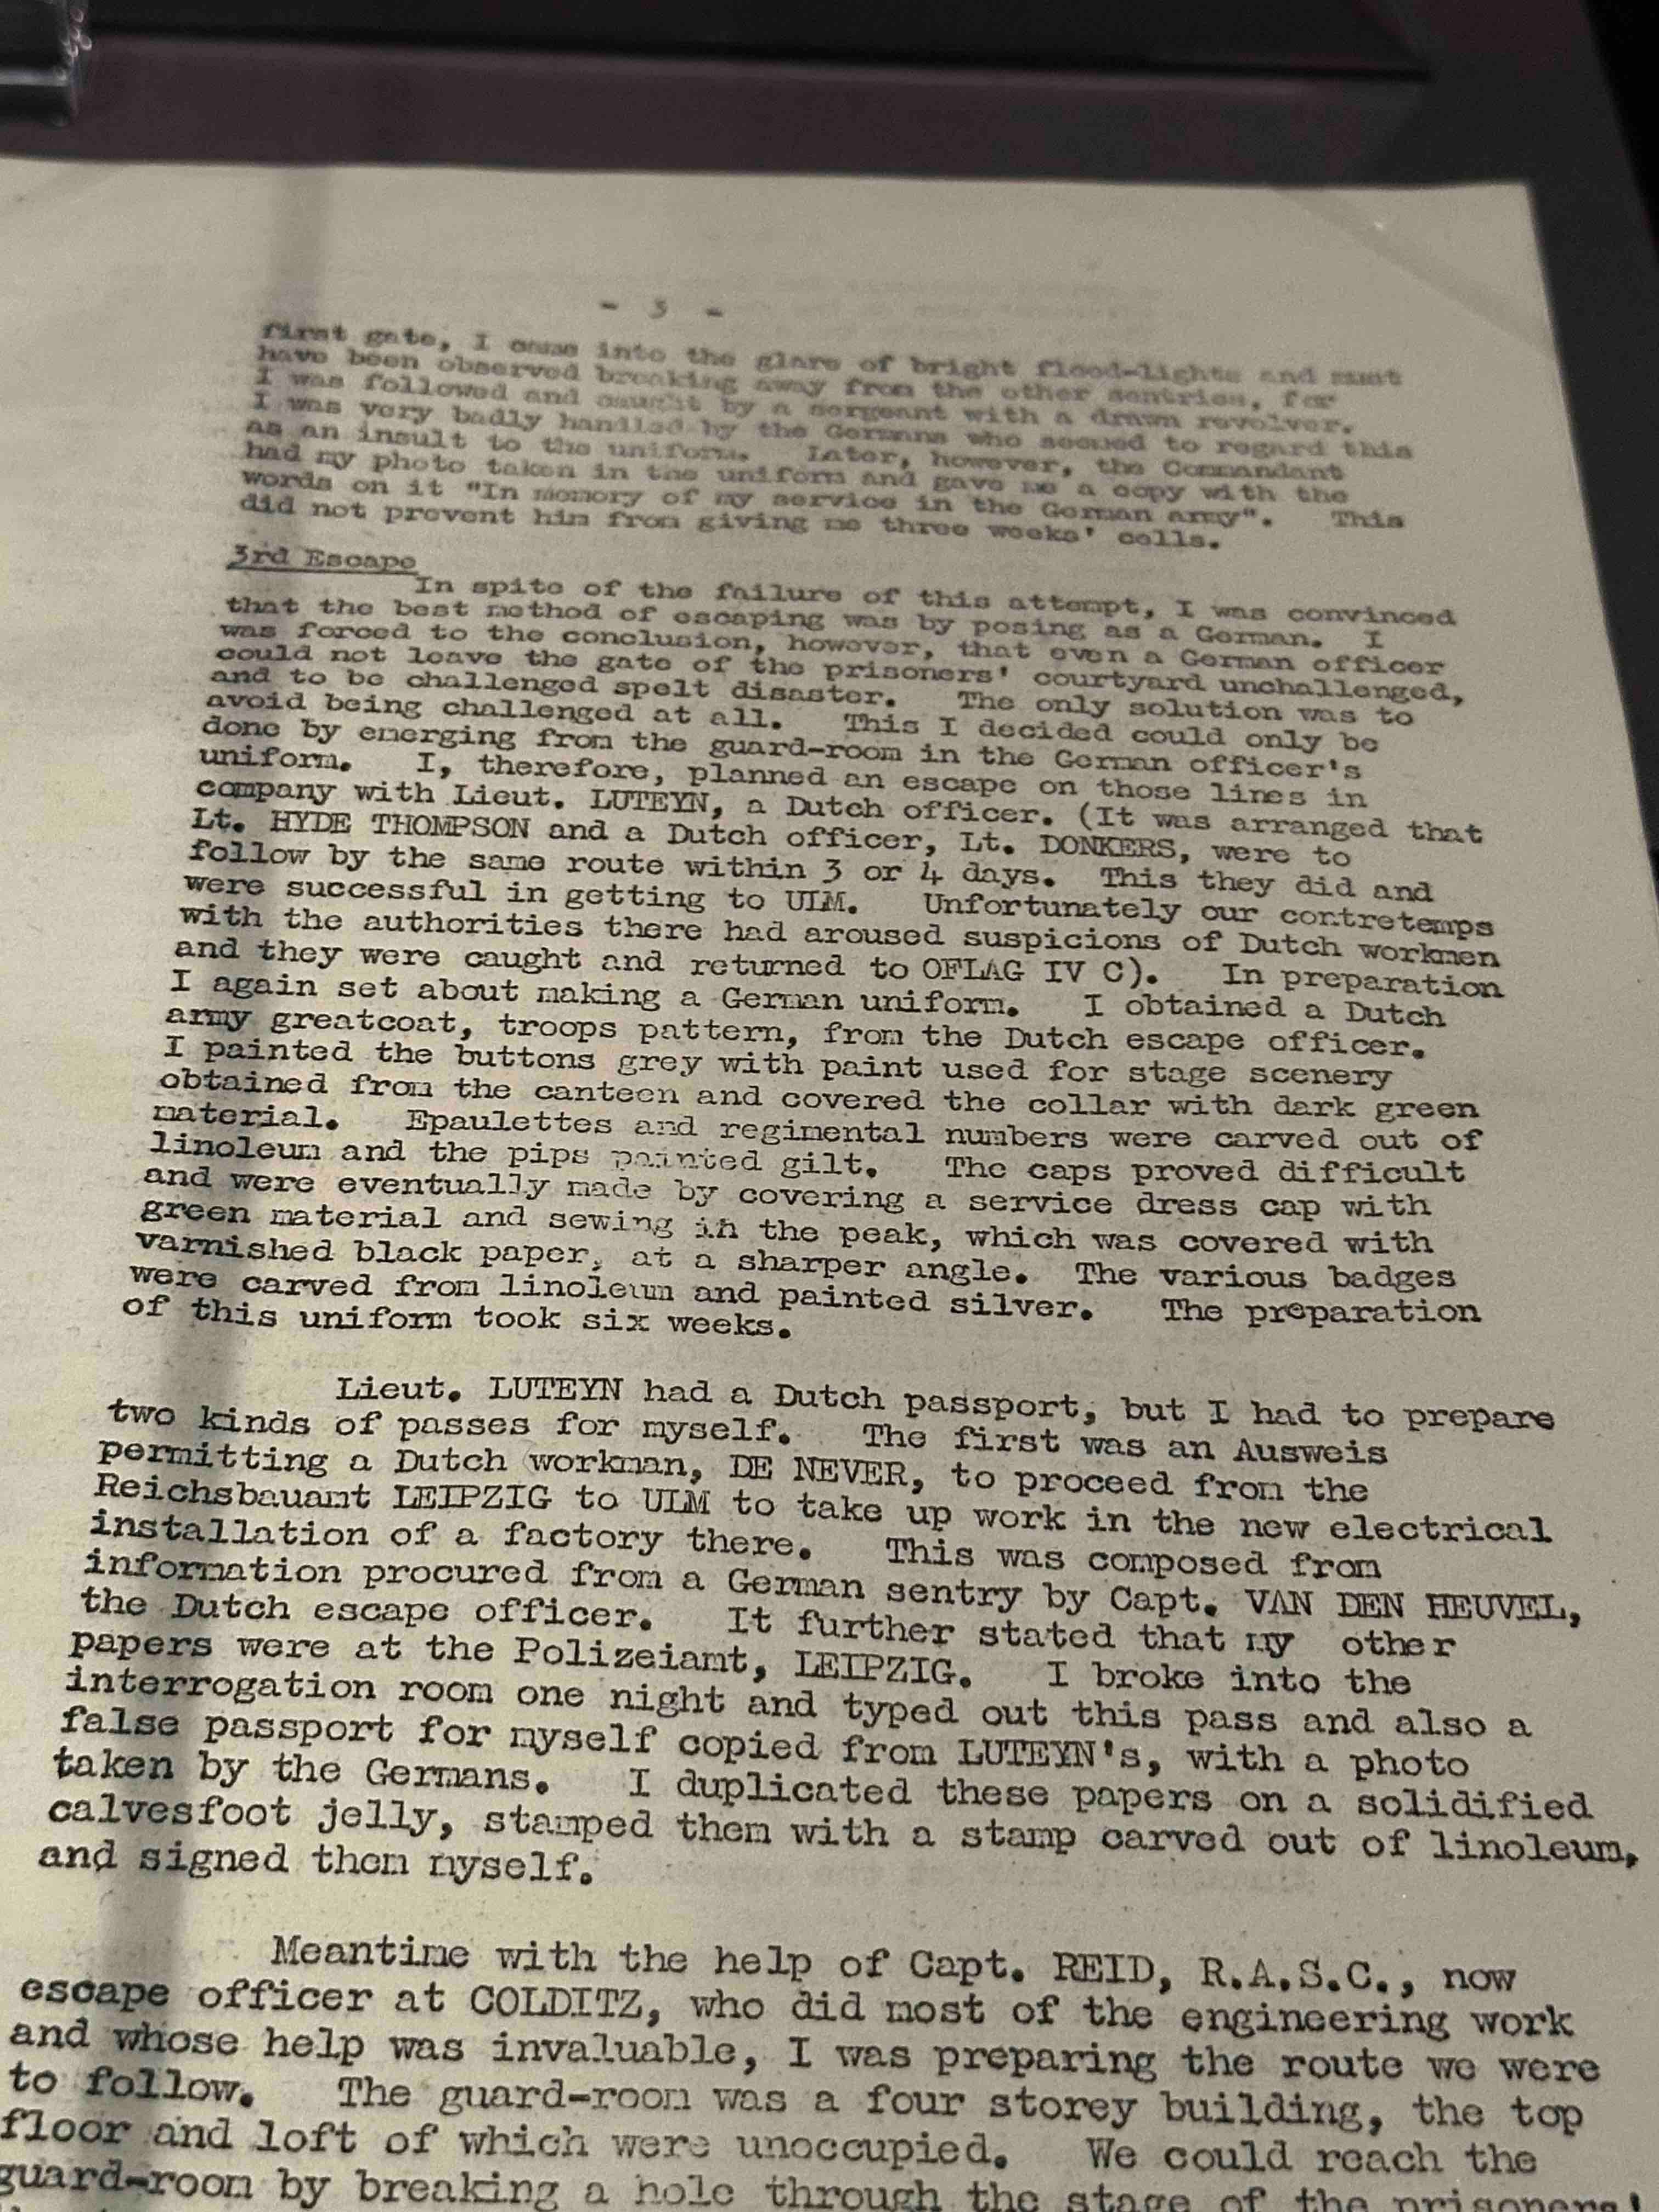 - 3 -
first gate, I came into the glare of bright flood-lights and must
have been observed breaking away from the other sentries, for
I was followed and caught by a sergeant with a drawn revolver.
I was very badly handled by the Germans who seemed to regard this
as an insult to the uniform. Later, however, the Commandant
had my photo taken in the uniform and gave me a copy with the
words on it "In memory of my service in the German army". This
did not prevent him from giving me three weeks' cells.
3rd Escape
In spite of the failure of this attempt, I was convinced
that the best method of escaping was by posing as a German. I
was forced to the conclusion, however, that even a German officer
could not leave the gate of the prisoners' courtyard unchallenged,
and to be challenged spelt disaster. The only solution was to
avoid being challenged at all. This I decided could only be
done by emerging from the guard-room in the German officer's
uniform. I, therefore, planned an escape on those lines in
company with Lieut. LUTEYN, a Dutch officer. (It was arranged that
Lt. HYDE THOMPSON and a Dutch officer, Lt. DONKERS, were to
follow by the same route within 3 or 4 days. This they did and
were successful in getting to ULM. Unfortunately our contretemps
with the authorities there had aroused suspicions of Dutch workmen
and they were caught and returned to OFLAG IV C). In preparation
I again set about making a German uniform. I obtained a Dutch
army greatcoat, troops pattern, from the Dutch escape officer.
I painted the buttons grey with paint used for stage scenery
obtained from the canteen and covered the collar with dark green
material. Epaulettes and regimental numbers were carved out of
linoleum and the pips painted gilt. The caps proved difficult
and were eventually made by covering a service dress cap with
green material and sewing in the peak, which was covered with
varnished black paper, at a sharper angle. The various badges
were carved from linoleum and painted silver. The preparation
of this uniform took six weeks.
Lieut. LUTEYN had a Dutch passport, but I had to prepare
two kinds of passes for myself. The first was an Ausweis
permitting a Dutch workman, DE NEVER, to proceed from the
Reichsbauamt LEIPZIG to ULM to take up work in the new electrical
installation of a factory there. This was composed from
information procured from a German sentry by Capt. VAN DEN HEUVEL,
the Dutch escape officer. It further stated that my other
papers were at the Polizeiamt, LEIPZIG. I broke into the
interrogation room one night and typed out this pass and also a
false passport for myself copied from LUTEYN's, with a photo
taken by the Germans. I duplicated these papers on a solidified
calvesfoot jelly, stamped them with a stamp carved out of linoleum,
and signed them myself.
Meantime with the help of Capt. REID, R.A.S.C., now
escape officer at COLDITZ, who did most of the engineering work
and whose help was invaluable, I was preparing the route we were
to follow. The guard-room was a four storey building, the top
floor and loft of which were unoccupied. We could reach the
guard-room by breaking a hole through the stage of the prisoners'